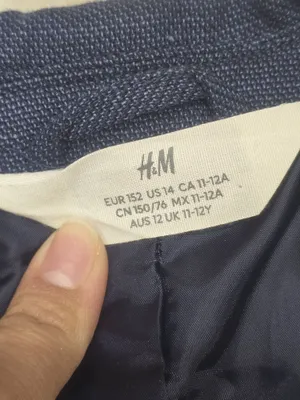 H&M
EUR 152 US 14 CA 11-12A
CN 150/76 MX 11-12A
AUS 12 UK 11-12Y